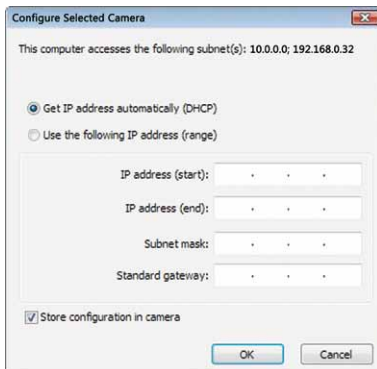 Configure Selected Camera
This computer accesses the following subnet(s): 10.0.0.0; 192.168.0.32
Get IP address automatically (DHCP)
Use the following IP address (range)
IP address (start): . . .
IP address (end): . . .
Subnet mask: . . .
Standard gateway: . . .
Store configuration in camera
OK Cancel